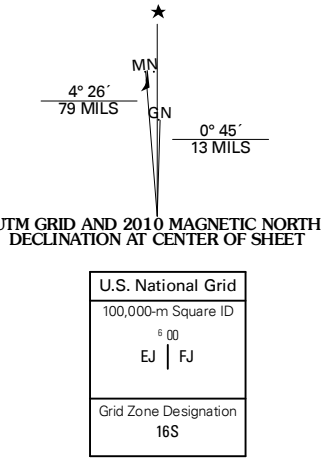 MN
4° 26´
79 MILS
GN
0° 45´
13 MILS
UTM GRID AND 2010 MAGNETIC NORTH
DECLINATION AT CENTER OF SHEET
U.S. National Grid
100,000-m Square ID
6 00
EJ FJ
Grid Zone Designation
16S